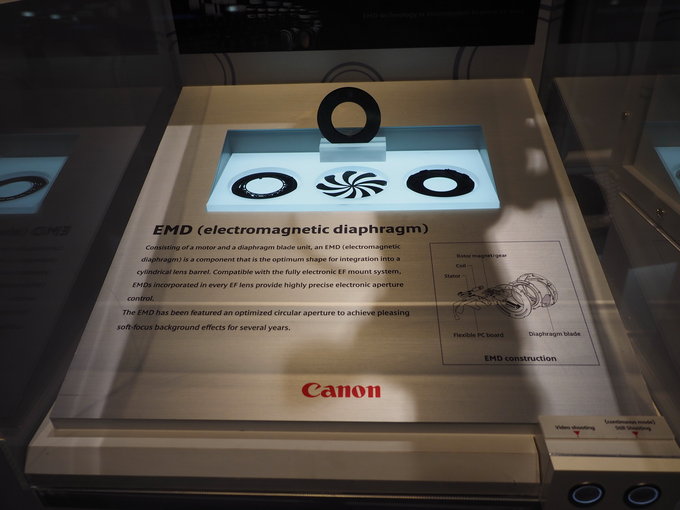 EMD (electromagnetic diaphragm)
Consisting of a motor and a diaphragm blade unit, an EMD (electromagnetic
diaphragm) is a component that is the optimum shape for integration into a
cylindrical lens barrel. Compatible with the fully electronic EF mount system,
EMDs incorporated in every EF lens provide highly precise electronic aperture
control.
The EMD has been featured an optimized circular aperture to achieve pleasing
soft-focus background effects for several years.
Rotor magnet/gear
Coil
Stator
Flexible PC board
Diaphragm blade
EMD construction
Canon
Video shooting
(continuous mode)
Still Shooting